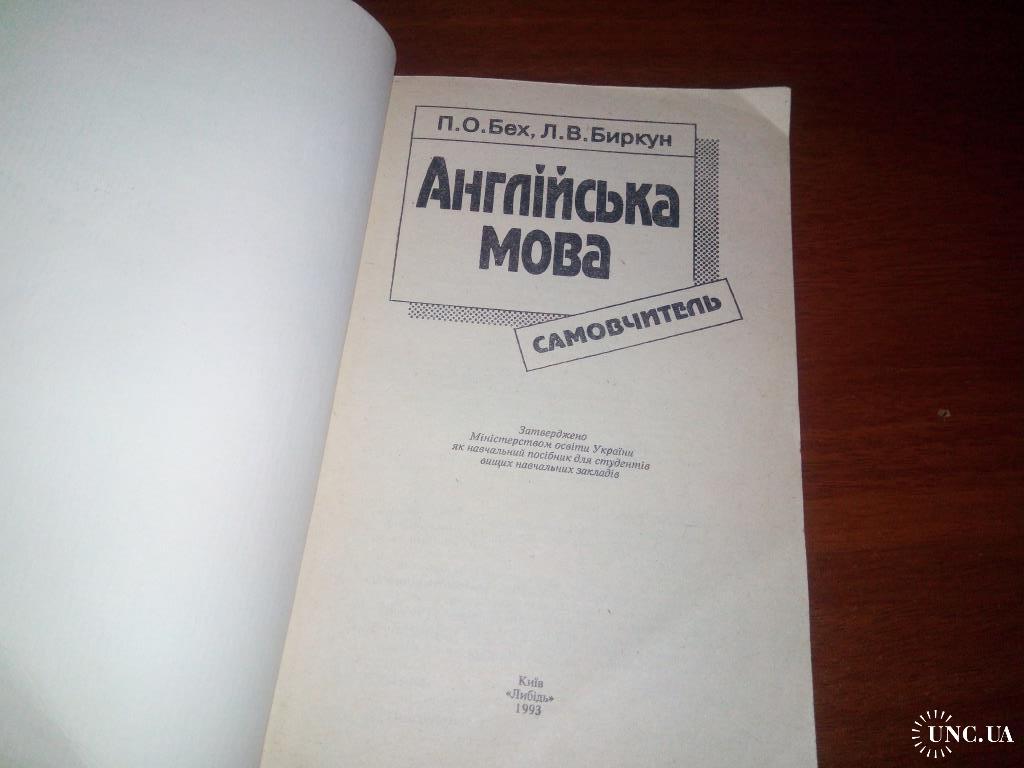 П.О.Бех, Л.В.Биркун
Англійська
мова
САМОВЧИТЕЛЬ
Затверджено
Міністерством освіти України
як навчальний посібник для студентів
вищих навчальних закладів
Київ
«Либідь»
1993
UNC.UA